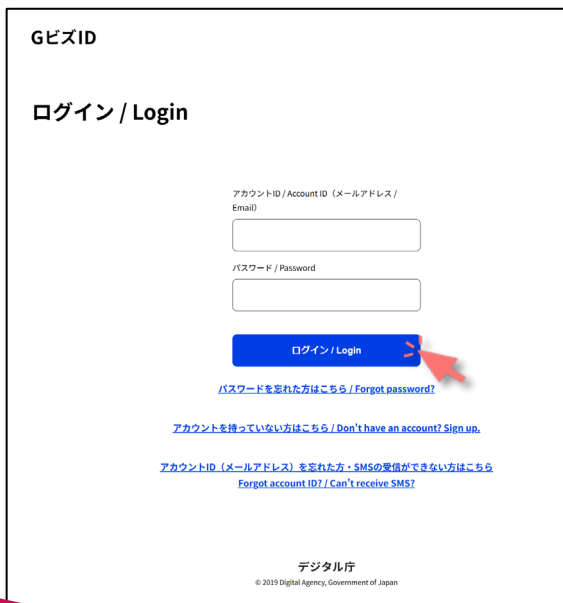 GビズID
ログイン / Login
アカウントID / Account ID（メールアドレス /
Email）
パスワード / Password
ログイン / Login
パスワードを忘れた方はこちら / Forgot password?
アカウントを持っていない方はこちら / Don't have an account? Sign up.
アカウントID（メールアドレス）を忘れた方・SMSの受信ができない方はこちら
Forgot account ID? / Can't receive SMS?
デジタル庁
© 2019 Digital Agency, Government of Japan